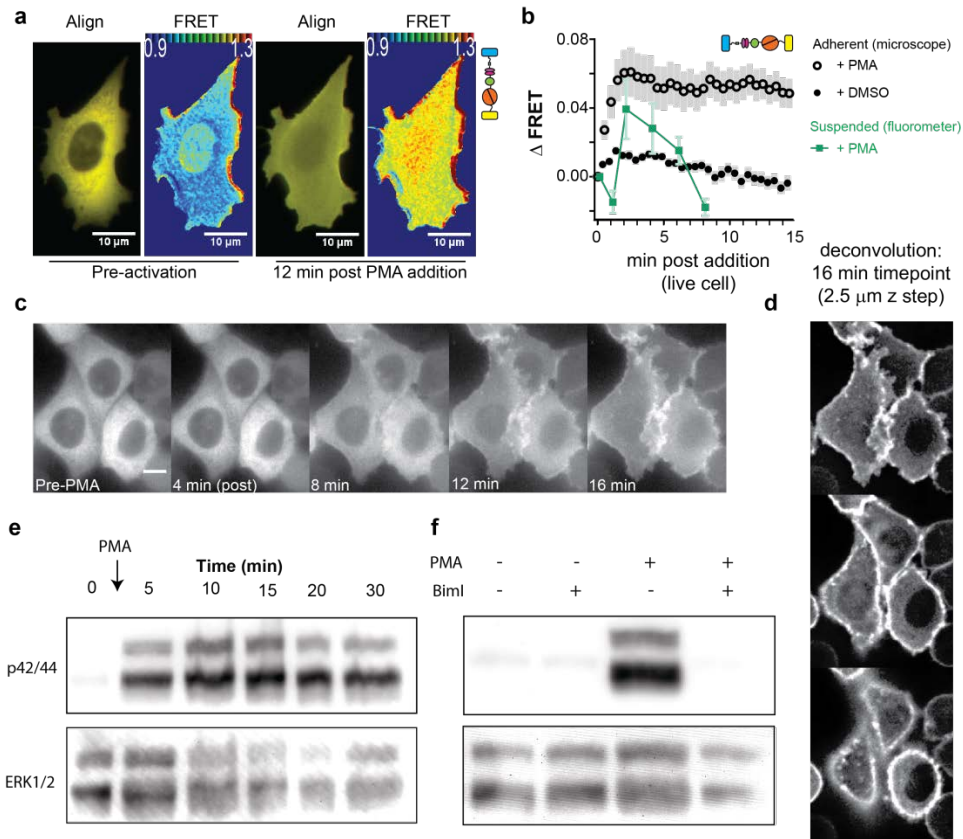 a
Align
FRET
Align
FRET
0.9
1.3
0.9
1.3
10 μm
10 μm
10 μm
10 μm
Pre-activation
12 min post PMA addition
b
0.08
0.04
0.00
Δ FRET
0
5
10
15
min post addition
(live cell)
Adherent (microscope)
+ PMA
+ DMSO
Suspended (fluorometer)
+ PMA
deconvolution:
16 min timepoint
(2.5 μm z step)
c
d
Pre-PMA
4 min (post)
8 min
12 min
16 min
e
PMA
Time (min)
0 5 10 15 20 30
p42/44
ERK1/2
f
PMA - - + +
BimI - + - +